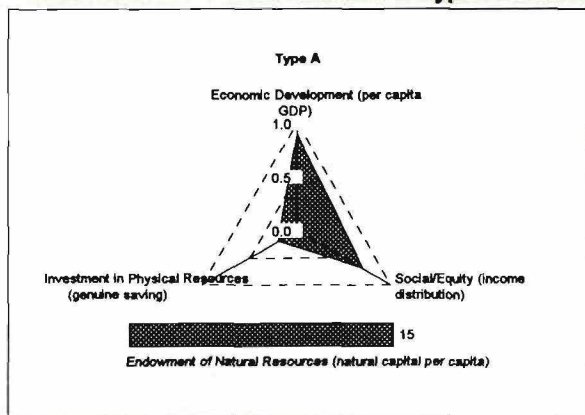 Type A
Economic Development (per capita
GDP)
1.0
0.5
0.0
Investment in Physical Resources
(genuine saving)
Social/Equity (income
distribution)
15
Endowment of Natural Resources (natural capital per capita)